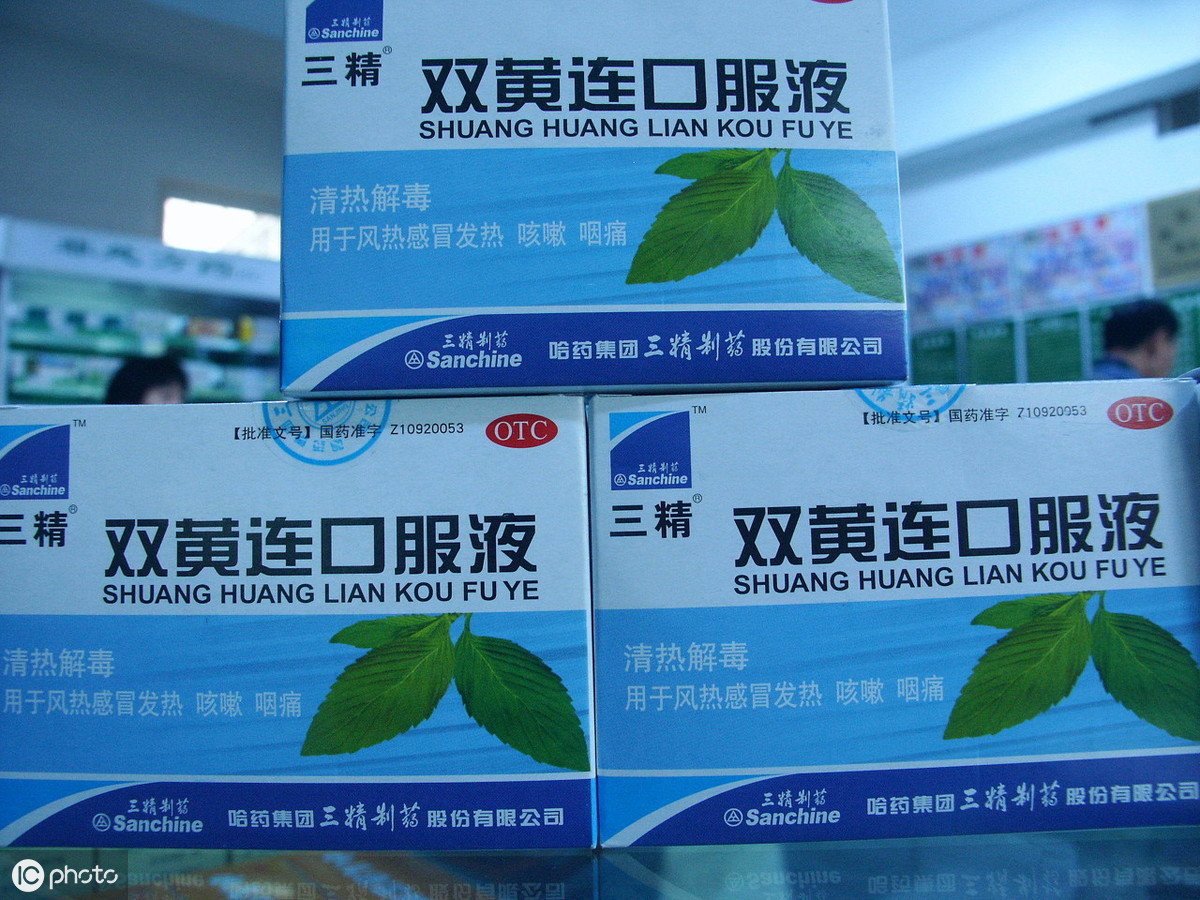 三精制药
Sanchine
三精®
双黄连口服液
SHUANG HUANG LIAN KOU FU YE
清热解毒
用于风热感冒发热 咳嗽 咽痛
三精制药
Sanchine
哈药集团三精制药股份有限公司
TM
【批准文号】国药准字 Z10920053
OTC
三精制药
Sanchine
三精®
双黄连口服液
SHUANG HUANG LIAN KOU FU YE
清热解毒
用于风热感冒发热 咳嗽 咽痛
三精制药
Sanchine
哈药集团三精制药股份有限公司
TM
【批准文号】国药准字 Z10920053
OTC
三精制药
Sanchine
三精®
双黄连口服液
SHUANG HUANG LIAN KOU FU YE
清热解毒
用于风热感冒发热 咳嗽 咽痛
三精制药
Sanchine
哈药集团三精制药股份有限公司
IC photo